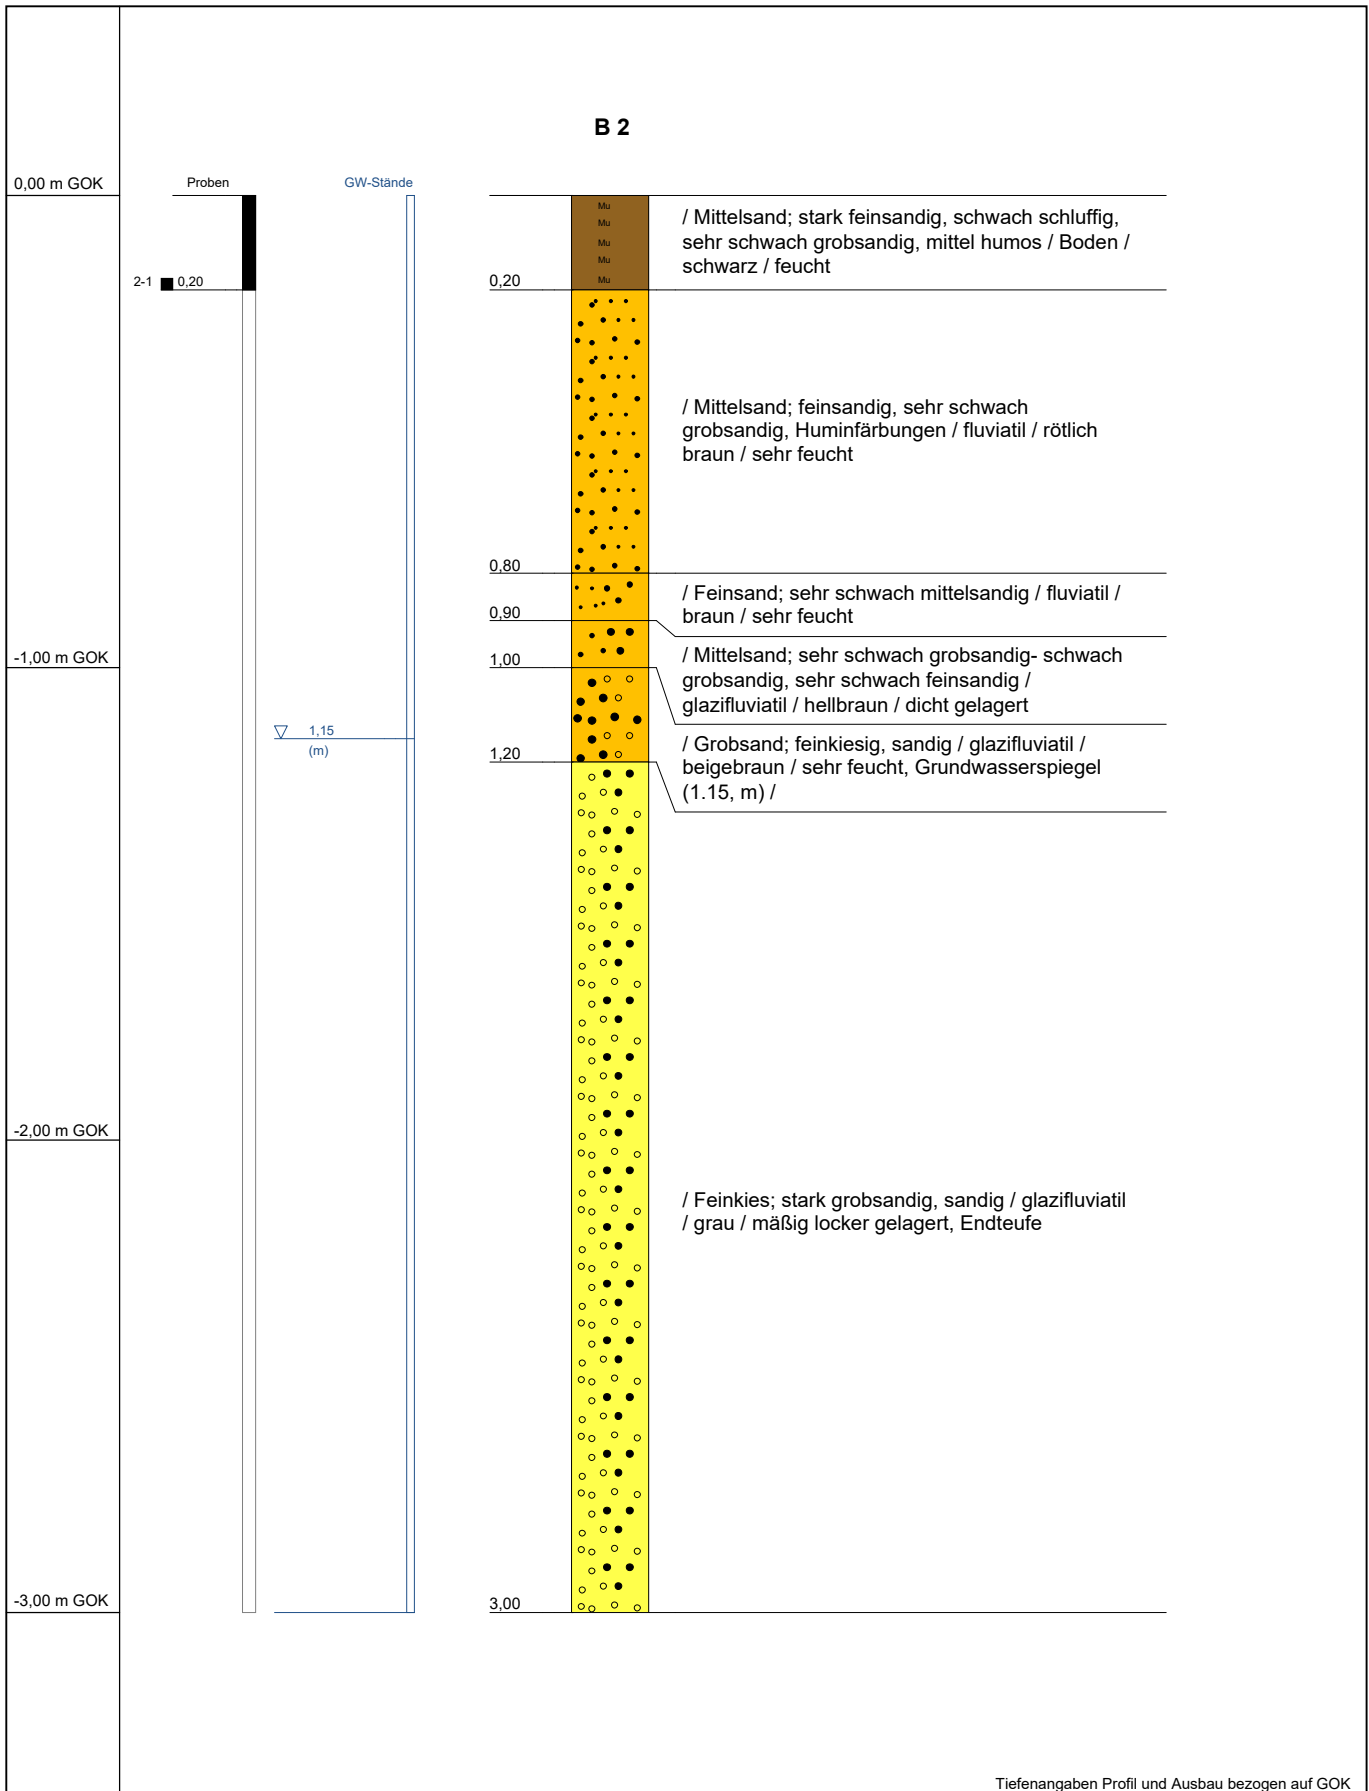 B 2
0,00 m GOK
Proben
GW-Stände
Mu
Mu
Mu
Mu
Mu
/ Mittelsand; stark feinsandig, schwach schluffig,
sehr schwach grobsandig, mittel humos / Boden /
schwarz / feucht
2-1
0,20
0,20
/ Mittelsand; feinsandig, sehr schwach
grobsandig, Huminfärbungen / fluviatil / rötlich
braun / sehr feucht
0,80
/ Feinsand; sehr schwach mittelsandig / fluviatil /
braun / sehr feucht
0,90
-1,00 m GOK
1,00
/ Mittelsand; sehr schwach grobsandig- schwach
grobsandig, sehr schwach feinsandig /
glazifluviatil / hellbraun / dicht gelagert
1,15
(m)
1,20
/ Grobsand; feinkiesig, sandig / glazifluviatil /
beigebraun / sehr feucht, Grundwasserspiegel
(1.15, m) /
-2,00 m GOK
/ Feinkies; stark grobsandig, sandig / glazifluviatil
/ grau / mäßig locker gelagert, Endteufe
-3,00 m GOK
3,00
Tiefenangaben Profil und Ausbau bezogen auf GOK